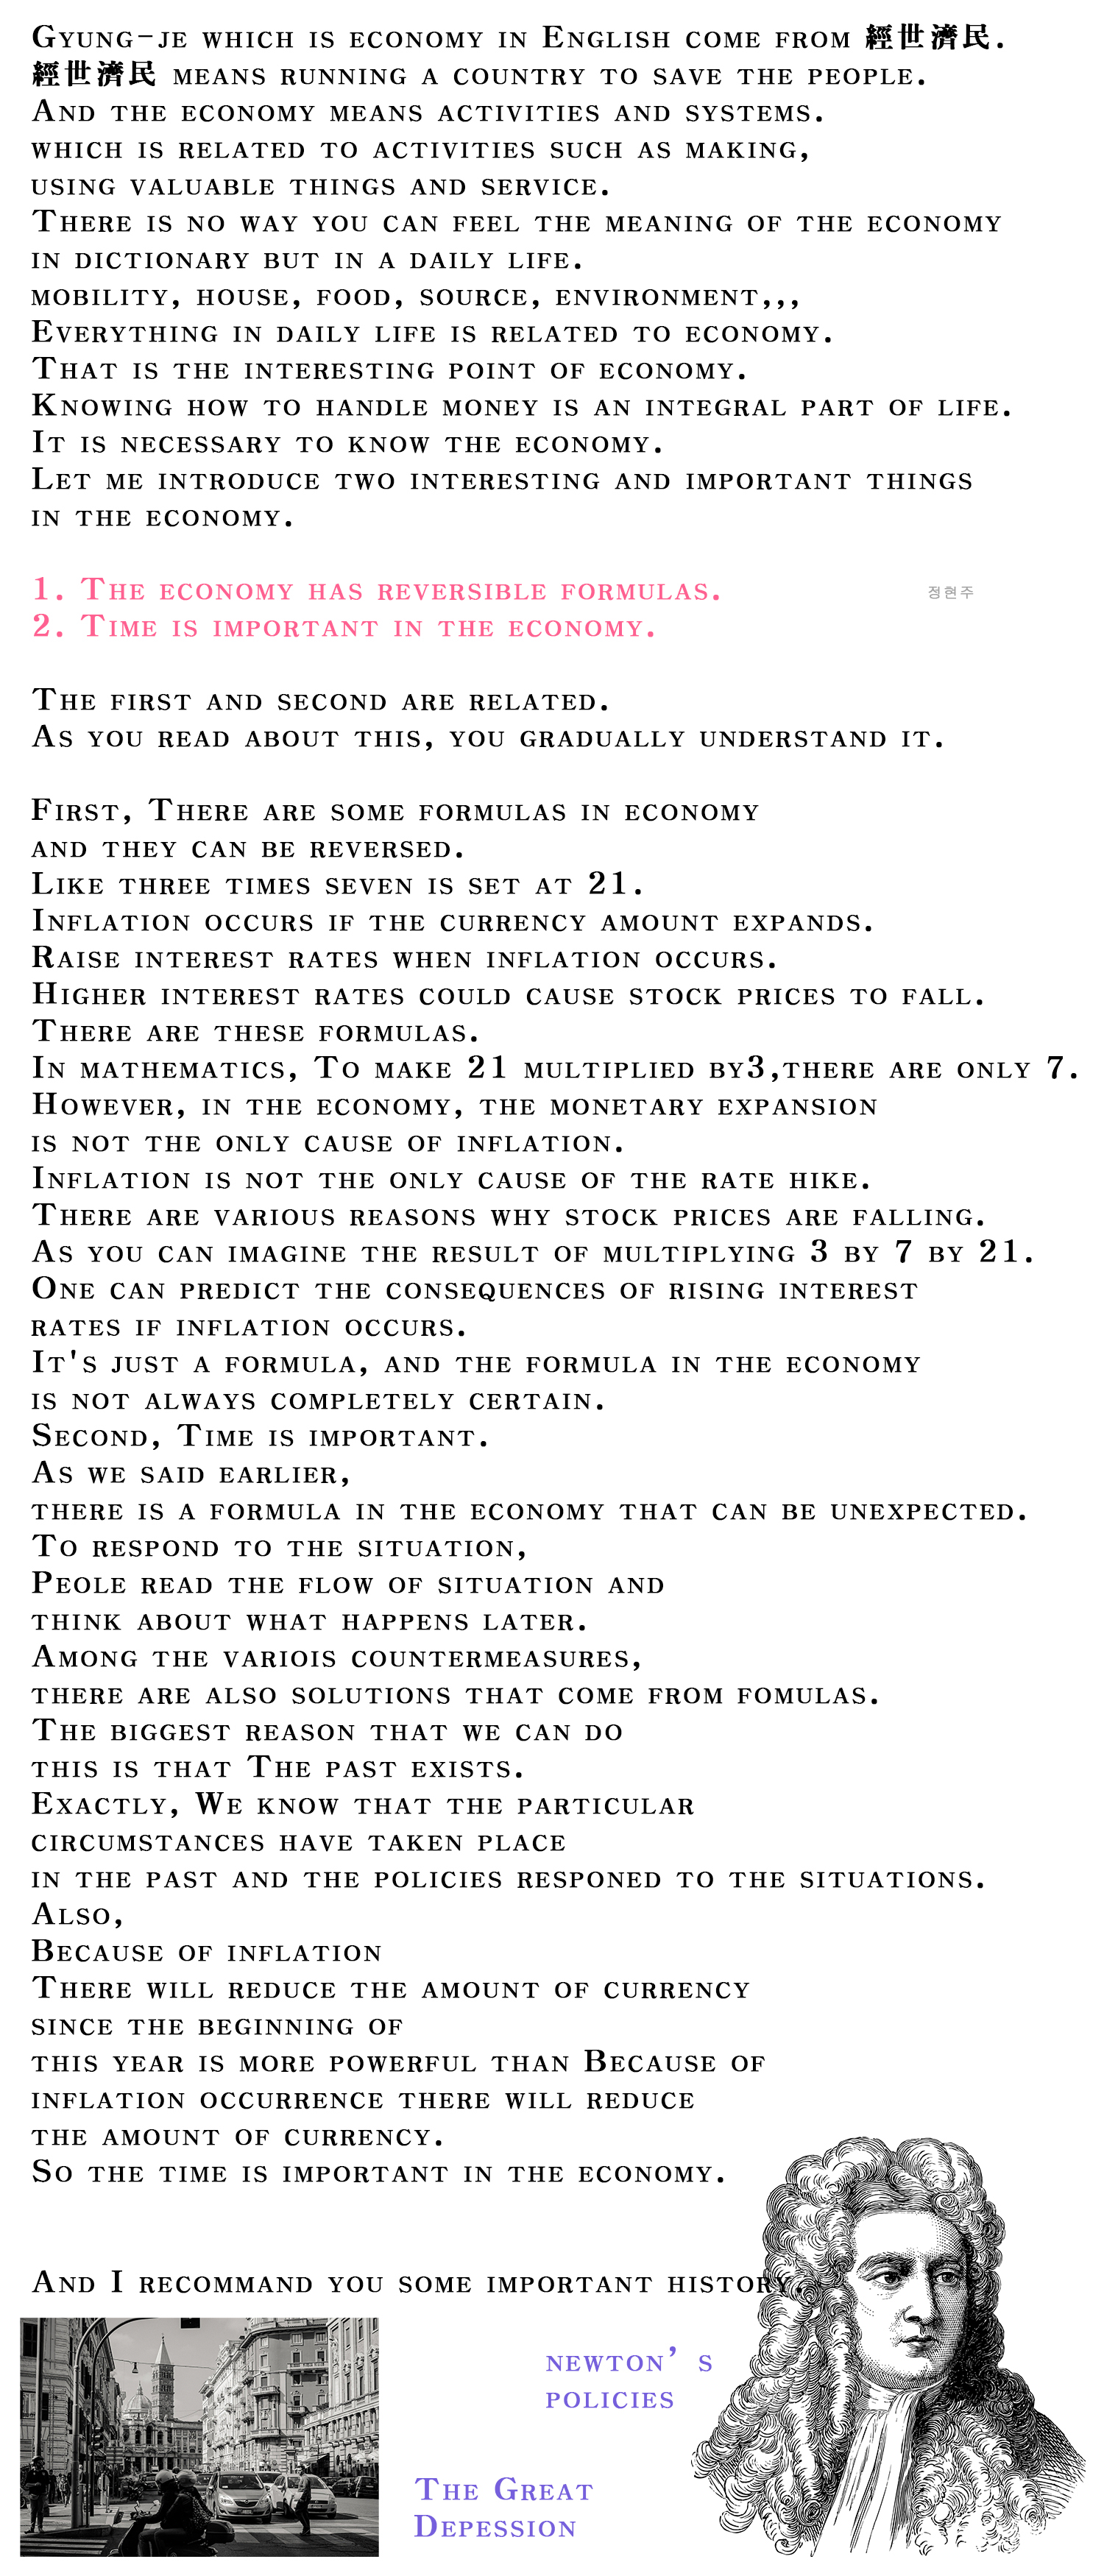 Gyung-je which is economy in English come from 經世濟民.
經世濟民 means running a country to save the people.
And the economy means activities and systems.
which is related to activities such as making,
using valuable things and service.
There is no way you can feel the meaning of the economy
in dictionary but in a daily life.
mobility, house, food, source, environment,,,
Everything in daily life is related to economy.
That is the interesting point of economy.
Knowing how to handle money is an integral part of life.
It is necessary to know the economy.
Let me introduce two interesting and important things
in the economy.
1. The economy has reversible formulas.
정현주
2. Time is important in the economy.
The first and second are related.
As you read about this, you gradually understand it.
First, There are some formulas in economy
and they can be reversed.
Like three times seven is set at 21.
Inflation occurs if the currency amount expands.
Raise interest rates when inflation occurs.
Higher interest rates could cause stock prices to fall.
There are these formulas.
In mathematics, To make 21 multiplied by3,there are only 7.
However, in the economy, the monetary expansion
is not the only cause of inflation.
Inflation is not the only cause of the rate hike.
There are various reasons why stock prices are falling.
As you can imagine the result of multiplying 3 by 7 by 21.
One can predict the consequences of rising interest
rates if inflation occurs.
It's just a formula, and the formula in the economy
is not always completely certain.
Second, Time is important.
As we said earlier,
there is a formula in the economy that can be unexpected.
To respond to the situation,
Peole read the flow of situation and
think about what happens later.
Among the variois countermeasures,
there are also solutions that come from fomulas.
The biggest reason that we can do
this is that The past exists.
Exactly, We know that the particular
circumstances have taken place
in the past and the policies responed to the situations.
Also,
Because of inflation
There will reduce the amount of currency
since the beginning of
this year is more powerful than Because of
inflation occurrence there will reduce
the amount of currency.
So the time is important in the economy.
And I recommand you some important history.
newton's
policies
The Great
Depession